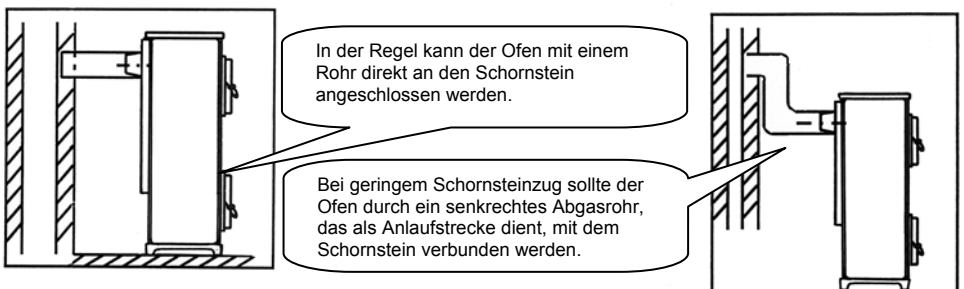 In der Regel kann der Ofen mit einem
Rohr direkt an den Schornstein
angeschlossen werden.
Bei geringem Schornsteinzug sollte der
Ofen durch ein senkrechtes Abgasrohr,
das als Anlaufstrecke dient, mit dem
Schornstein verbunden werden.